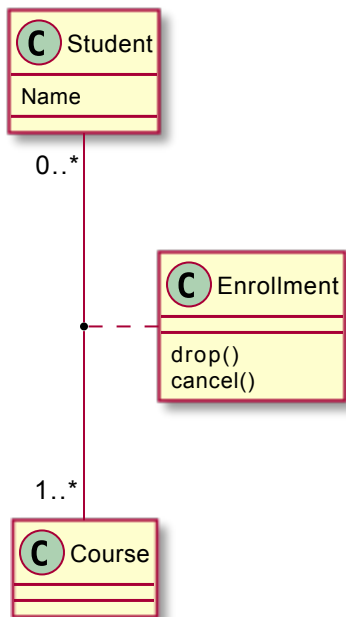 C Student
Name
0..*
C Enrollment
drop()
cancel()
1..*
C Course